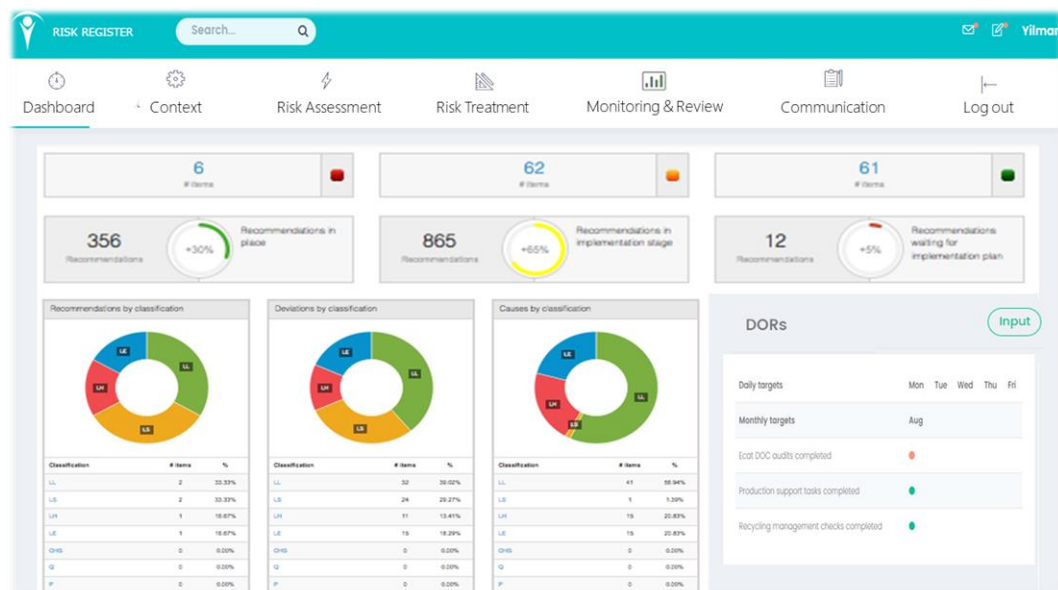 RISK REGISTER
Search...
Yilmar
Dashboard
Context
Risk Assessment
Risk Treatment
Monitoring & Review
Communication
Log out
6
# items
62
# items
61
# items
356
Recommendations
+30%
Recommendations in
place
865
Recommendations
+65%
Recommendations in
implementation stage
12
Recommendations
+5%
Recommendations
waiting for
implementation plan
Recommendations by classification
LE
LL
LH
LS
Classification # items %
LL 2 33.33%
LS 2 33.33%
LH 1 16.67%
LE 1 16.67%
OHS 0 0.00%
Q 0 0.00%
P 0 0.00%
Deviations by classification
LE
LL
LH
LS
Classification # items %
LL 32 39.02%
LS 24 29.27%
LH 11 13.41%
LE 15 18.29%
OHS 0 0.00%
Q 0 0.00%
P 0 0.00%
Causes by classification
LE
LL
LH
LS
Classification # items %
LL 41 56.94%
LS 1 1.39%
LH 15 20.83%
LE 15 20.83%
OHS 0 0.00%
Q 0 0.00%
P 0 0.00%
DORs
Input
Daily targets Mon Tue Wed Thu Fri
Monthly targets Aug
Ecat DOC audits completed
Production support tasks completed
Recycling management checks completed